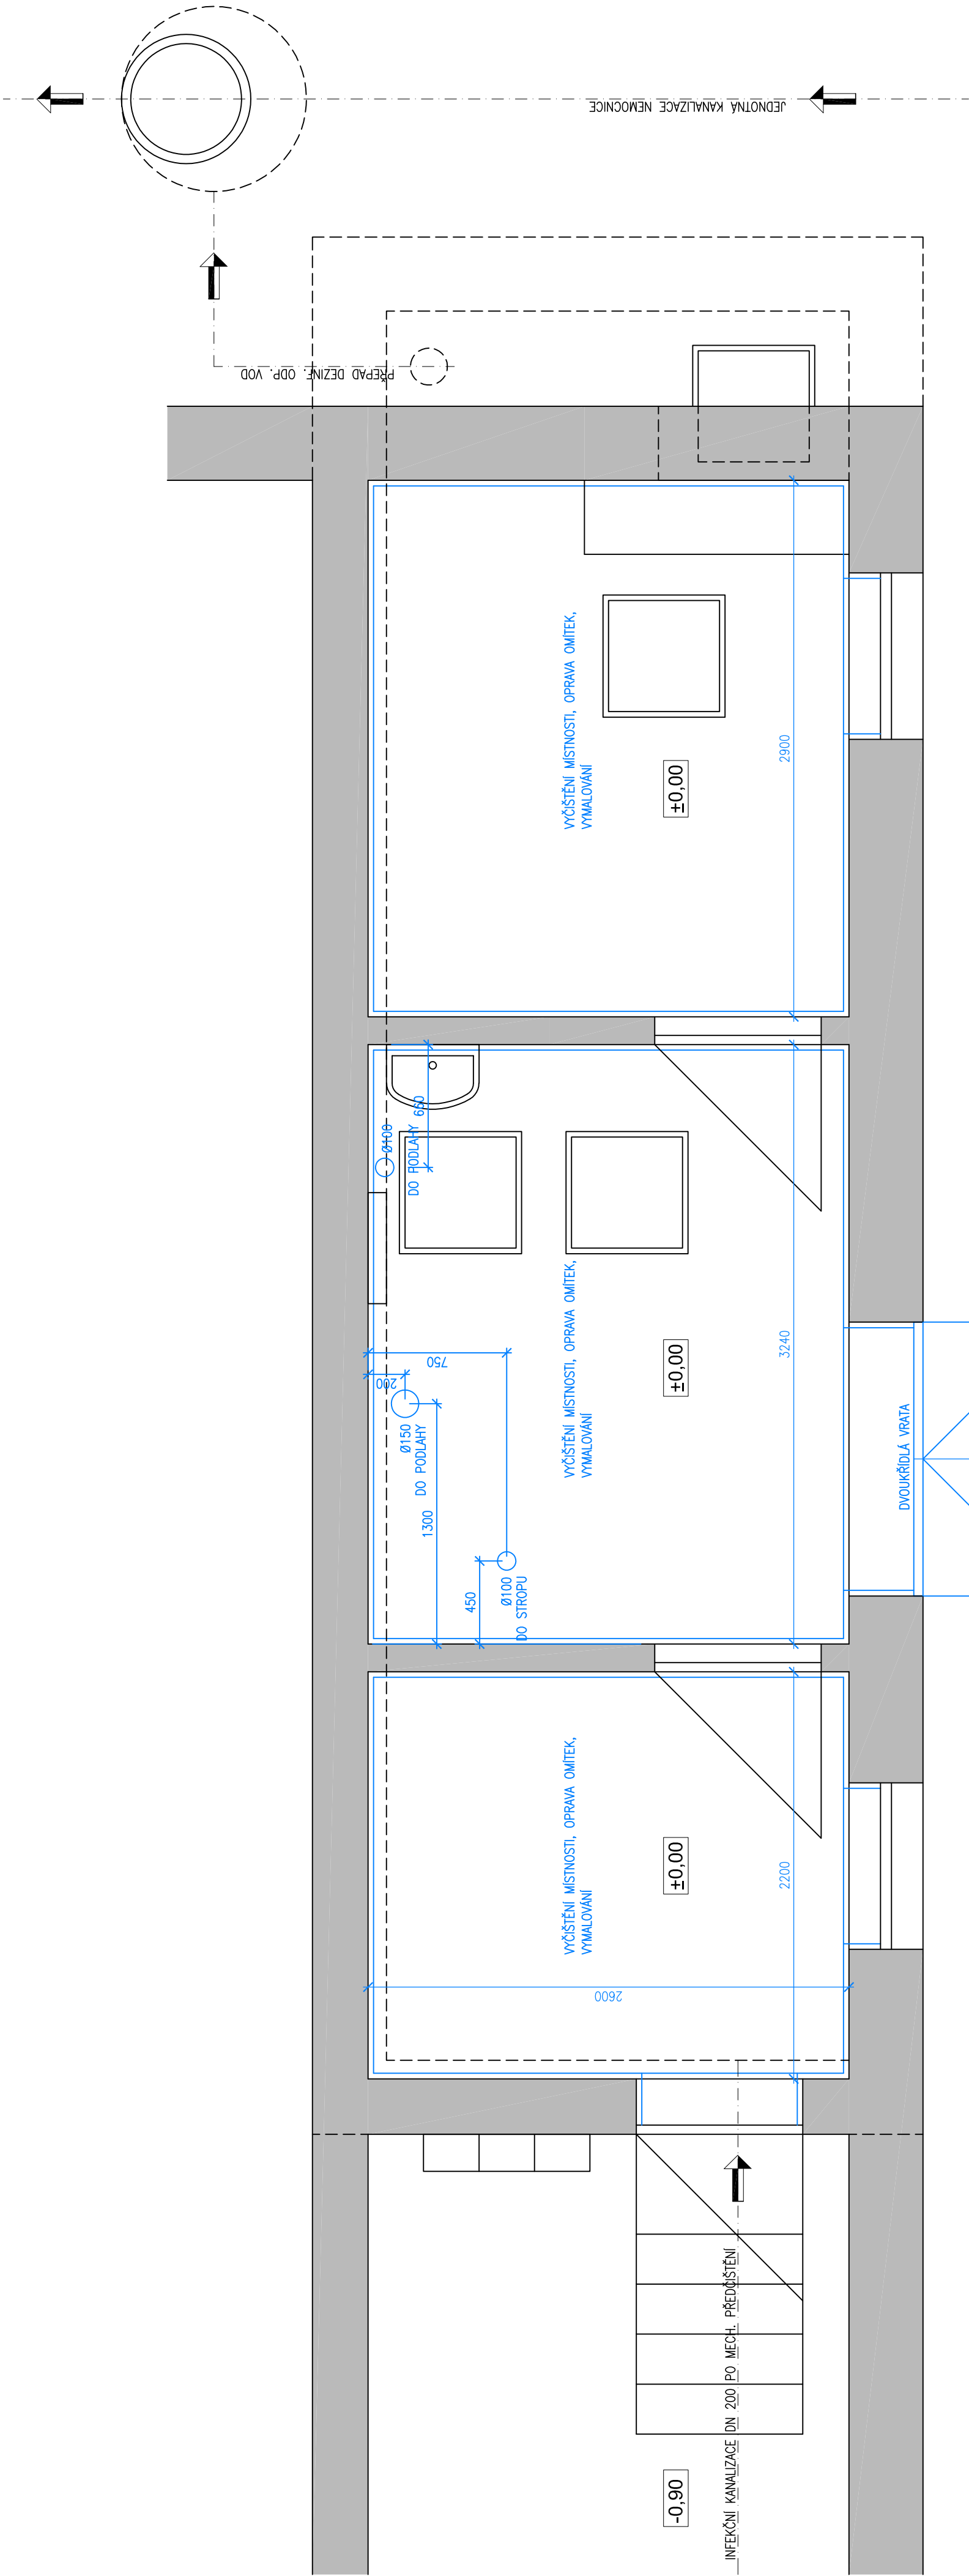 JEDNOTNÁ KANALIZACE NEMOCNICE
PŘEPAD DEZINF. ODP. VOD
VYČIŠTĚNÍ MÍSTNOSTI, OPRAVA OMÍTEK,
VYMALOVÁNÍ
±0,00
2900
Ø100
DO PODLAHY
660
750
200
Ø150
DO PODLAHY
1300
450
Ø100
DO STROPU
VYČIŠTĚNÍ MÍSTNOSTI, OPRAVA OMÍTEK,
VYMALOVÁNÍ
±0,00
3240
DVOUKŘÍDLÁ VRATA
VYČIŠTĚNÍ MÍSTNOSTI, OPRAVA OMÍTEK,
VYMALOVÁNÍ
±0,00
2200
2600
-0,90
INFEKČNÍ KANALIZACE DN 200 PO MECH. PŘEDČIŠTĚNÍ